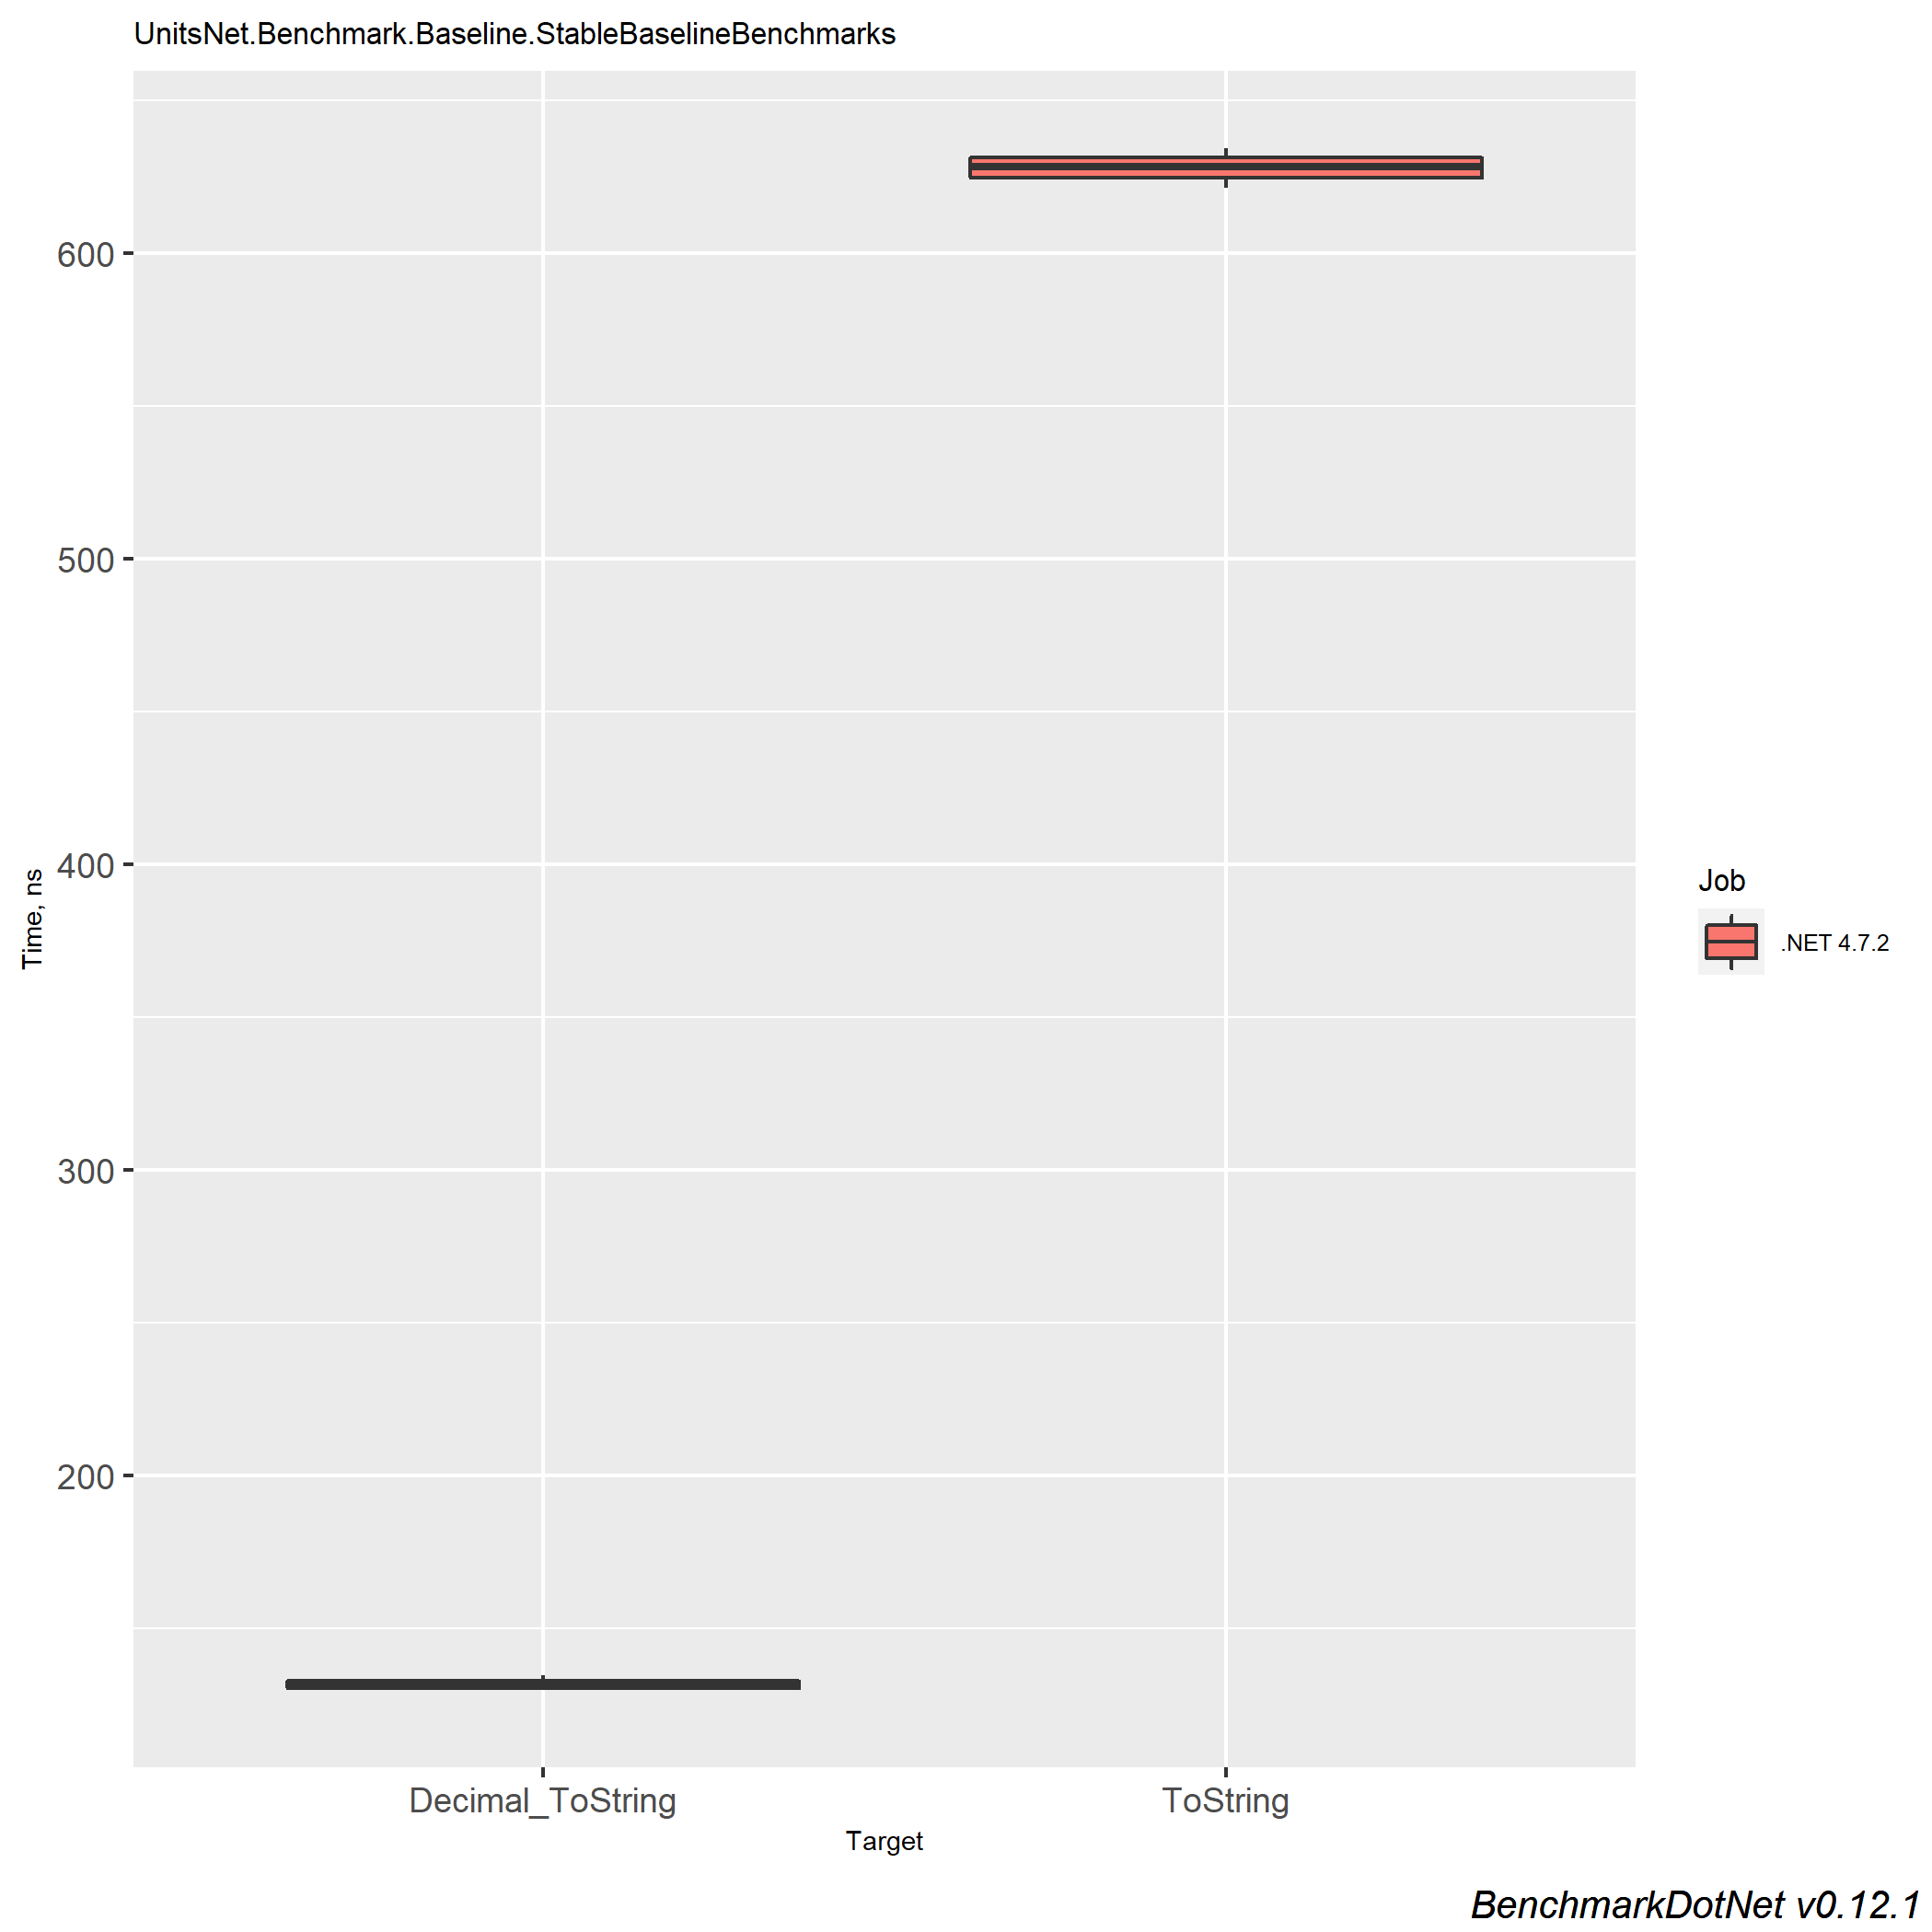 UnitsNet.Benchmark.Baseline.StableBaselineBenchmarks
Time, ns
600
500
400
300
200
Decimal_ToString
ToString
Target
Job
.NET 4.7.2
BenchmarkDotNet v0.12.1